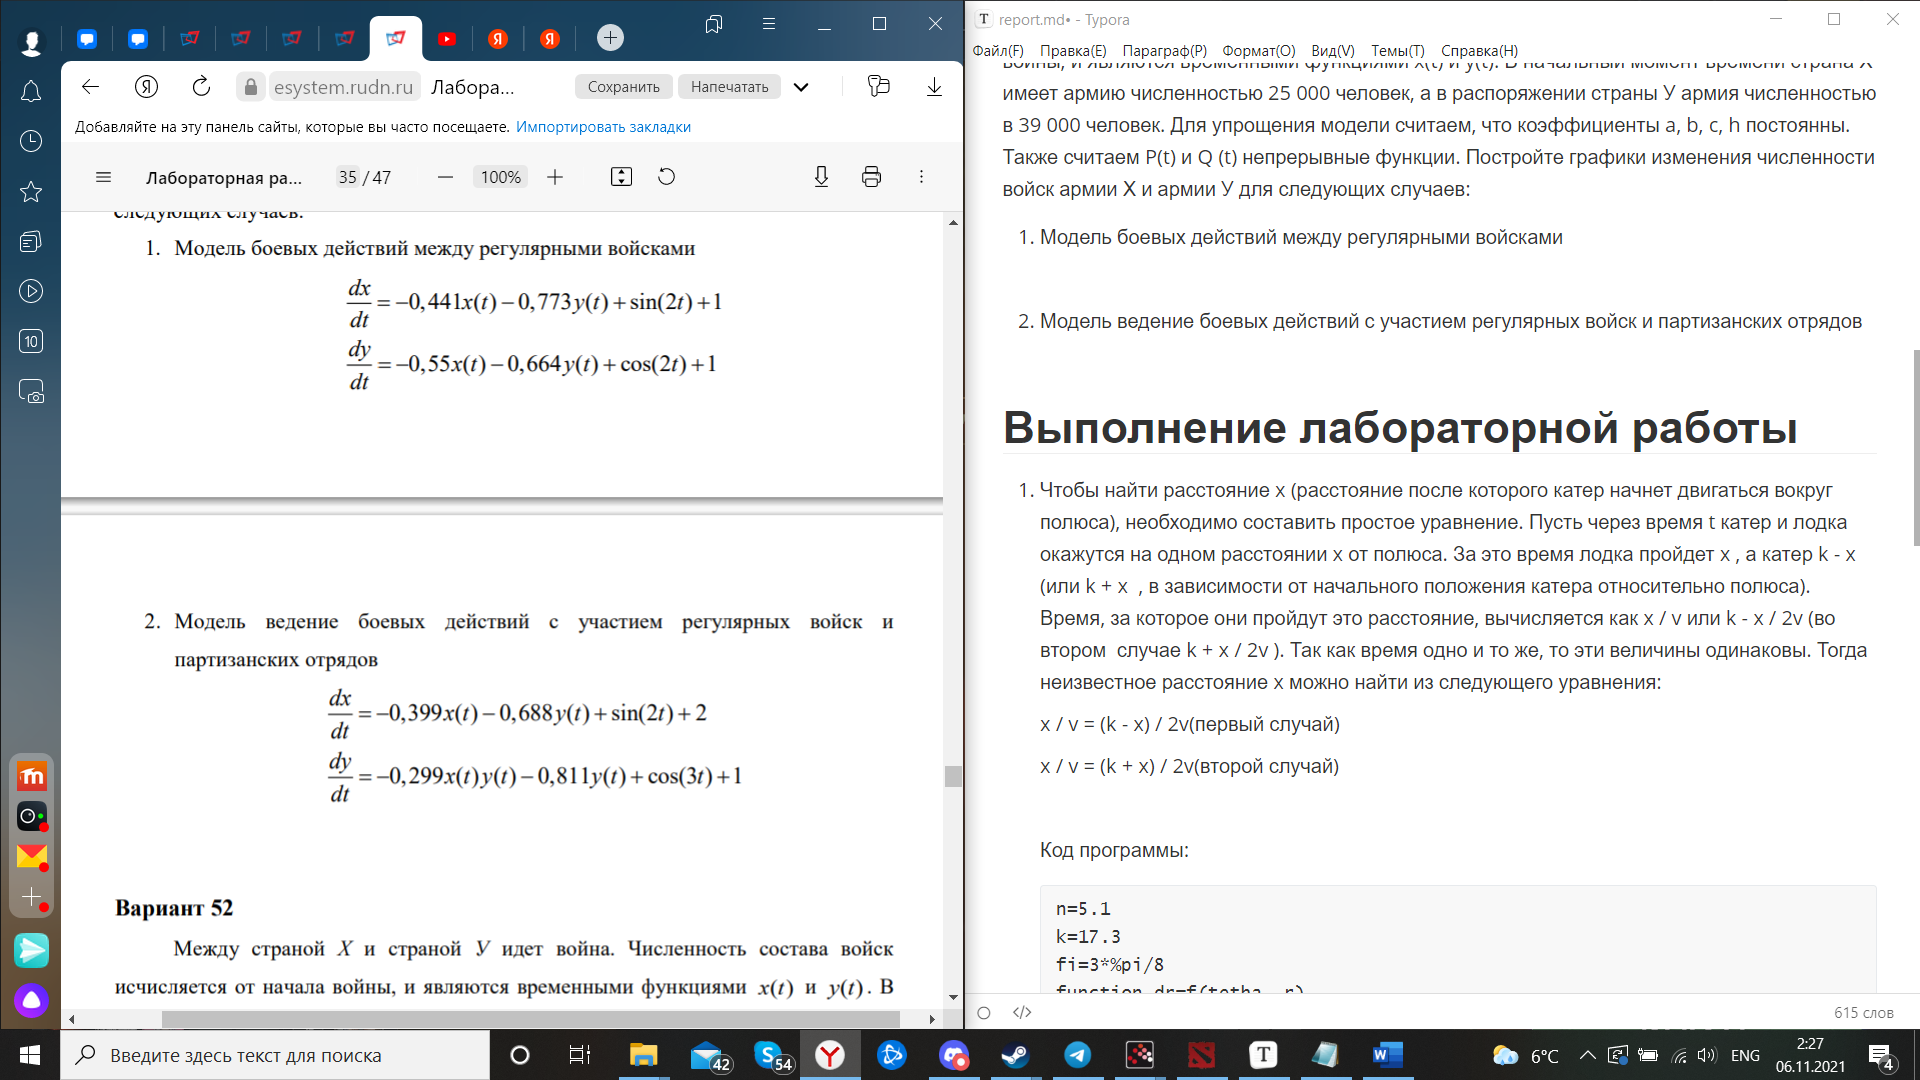 esystem.rudn.ru
Лабора...
Сохранить
Напечатать
Добавляйте на эту панель сайты, которые вы часто посещаете. Импортировать закладки
Лабораторная ра...
35 / 47
100%
следующих случаев:
1. Модель боевых действий между регулярными войсками
dx/dt = −0,441x(t) − 0,773y(t) + sin(2t) + 1
dy/dt = −0,55x(t) − 0,664y(t) + cos(2t) + 1
2. Модель ведение боевых действий с участием регулярных войск и
партизанских отрядов
dx/dt = −0,399x(t) − 0,688y(t) + sin(2t) + 2
dy/dt = −0,299x(t)y(t) − 0,811y(t) + cos(3t) + 1
Вариант 52
Между страной X и страной У идет война. Численность состава войск
исчисляется от начала войны, и являются временными функциями x(t) и y(t). В
10
report.md• - Typora
Файл(F) Правка(E) Параграф(P) Формат(O) Вид(V) Темы(T) Справка(H)
войны, и являются временными функциями x(t) и y(t). В начальный момент времени страна X
имеет армию численностью 25 000 человек, а в распоряжении страны У армия численностью
в 39 000 человек. Для упрощения модели считаем, что коэффициенты a, b, c, h постоянны.
Также считаем P(t) и Q (t) непрерывные функции. Постройте графики изменения численности
войск армии X и армии У для следующих случаев:
1. Модель боевых действий между регулярными войсками
2. Модель ведение боевых действий с участием регулярных войск и партизанских отрядов
Выполнение лабораторной работы
1. Чтобы найти расстояние x (расстояние после которого катер начнет двигаться вокруг
полюса), необходимо составить простое уравнение. Пусть через время t катер и лодка
окажутся на одном расстоянии x от полюса. За это время лодка пройдет x , а катер k - x
(или k + x , в зависимости от начального положения катера относительно полюса).
Время, за которое они пройдут это расстояние, вычисляется как x / v или k - x / 2v (во
втором случае k + x / 2v ). Так как время одно и то же, то эти величины одинаковы. Тогда
неизвестное расстояние x можно найти из следующего уравнения:
x / v = (k - x) / 2v(первый случай)
x / v = (k + x) / 2v(второй случай)
Код программы:
n=5.1
k=17.3
fi=3*%pi/8
function dr=f(tetha, r)
615 слов
Введите здесь текст для поиска
42
54
6°C
ENG
2:27
06.11.2021
4